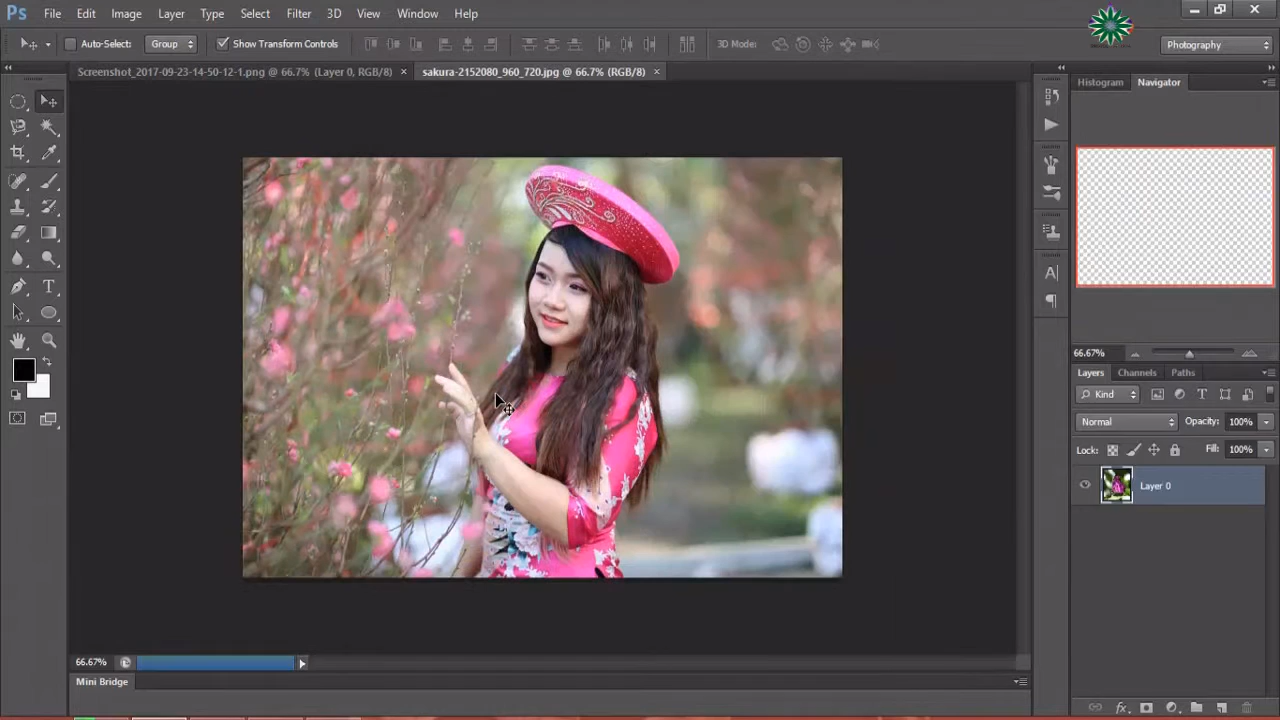 Ps File Edit Image Layer Type Select Filter 3D View Window Help
Auto-Select: Group Show Transform Controls 3D Mode: Photography
Screenshot_2017-09-23-14-50-12-1.png @ 66.7% (Layer 0, RGB/8) × sakura-2152080_960_720.jpg @ 66.7% (RGB/8) ×
Histogram Navigator
66.67%
Layers Channels Paths
Kind
Normal Opacity: 100%
Lock: Fill: 100%
Layer 0
66.67%
Mini Bridge